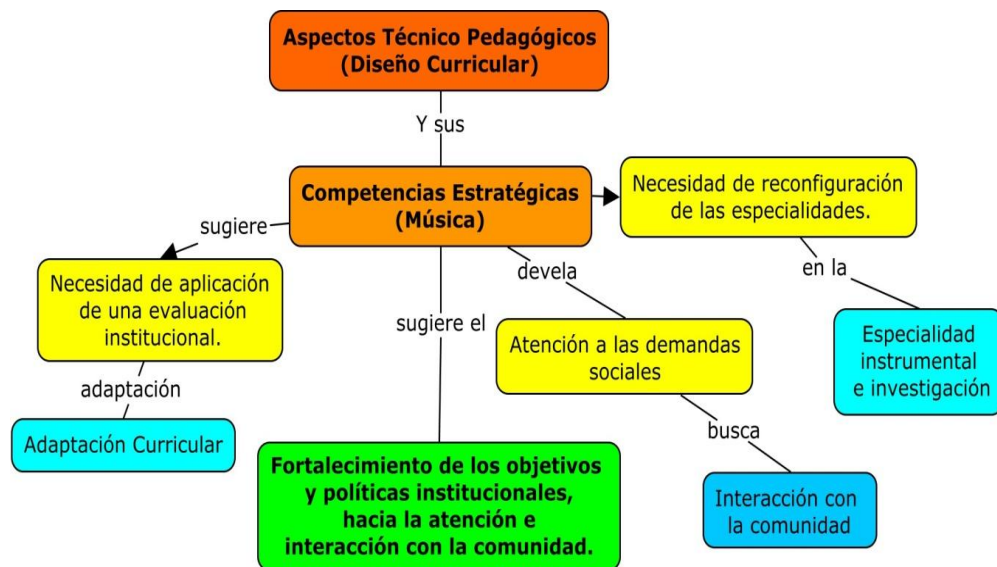 Aspectos Técnico Pedagógicos
(Diseño Curricular)
Y sus
Competencias Estratégicas
(Música)
Necesidad de reconfiguración
de las especialidades.
sugiere
Necesidad de aplicación
de una evaluación
institucional.
adaptación
Adaptación Curricular
sugiere el
Fortalecimiento de los objetivos
y políticas institucionales,
hacia la atención e
interacción con la comunidad.
devela
Atención a las demandas
sociales
busca
Interacción con
la comunidad
en la
Especialidad
instrumental
e investigación